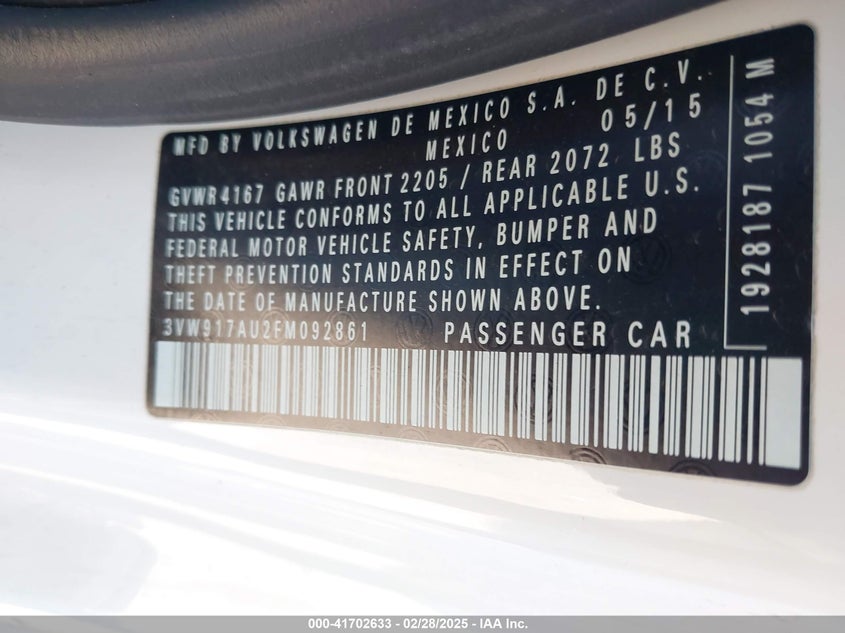 MFD BY VOLKSWAGEN DE MEXICO S.A. DE C.V.
MEXICO 05/15
GVWR 4167 GAWR FRONT 2205 / REAR 2072 LBS
THIS VEHICLE CONFORMS TO ALL APPLICABLE U.S.
FEDERAL MOTOR VEHICLE SAFETY, BUMPER AND
THEFT PREVENTION STANDARDS IN EFFECT ON
THE DATE OF MANUFACTURE SHOWN ABOVE.
3VW917AU2FM092861 PASSENGER CAR
1928187 1054 M
000-41702633 / 02/28/2025 / IAA Inc.